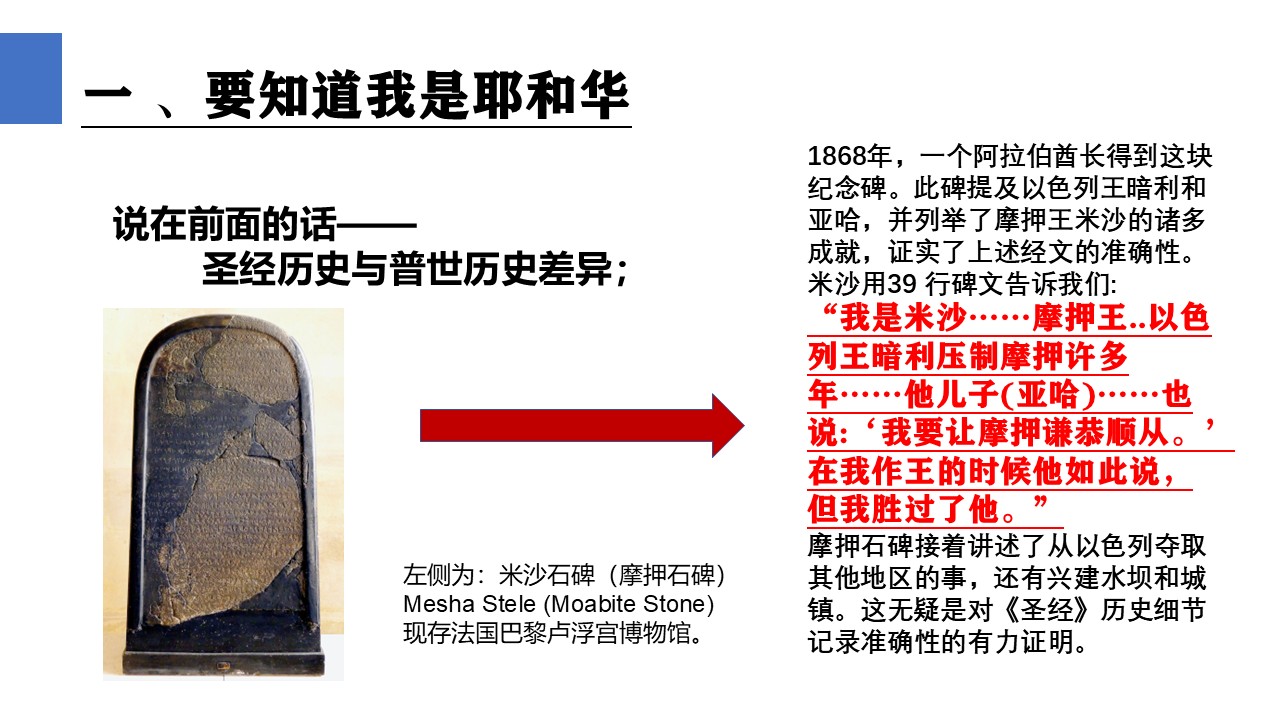 一 、要知道我是耶和华
说在前面的话——
圣经历史与普世历史差异；
左侧为：米沙石碑（摩押石碑）
Mesha Stele (Moabite Stone)
现存法国巴黎卢浮宫博物馆。
1868年，一个阿拉伯酋长得到这块
纪念碑。此碑提及以色列王暗利和
亚哈，并列举了摩押王米沙的诸多
成就，证实了上述经文的准确性。
米沙用39 行碑文告诉我们:
“我是米沙……摩押王..以色
列王暗利压制摩押许多
年……他儿子(亚哈)……也
说:‘我要让摩押谦恭顺从。’
在我作王的时候他如此说，
但我胜过了他。”
摩押石碑接着讲述了从以色列夺取
其他地区的事，还有兴建水坝和城
镇。这无疑是对《圣经》历史细节
记录准确性的有力证明。